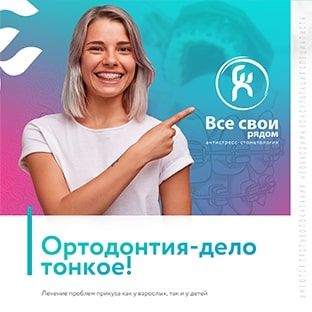 Все свои
рядом
антистресс стоматология
Ортодонтия-дело
тонкое!
Лечение проблем прикуса как у взрослых, так и у детей